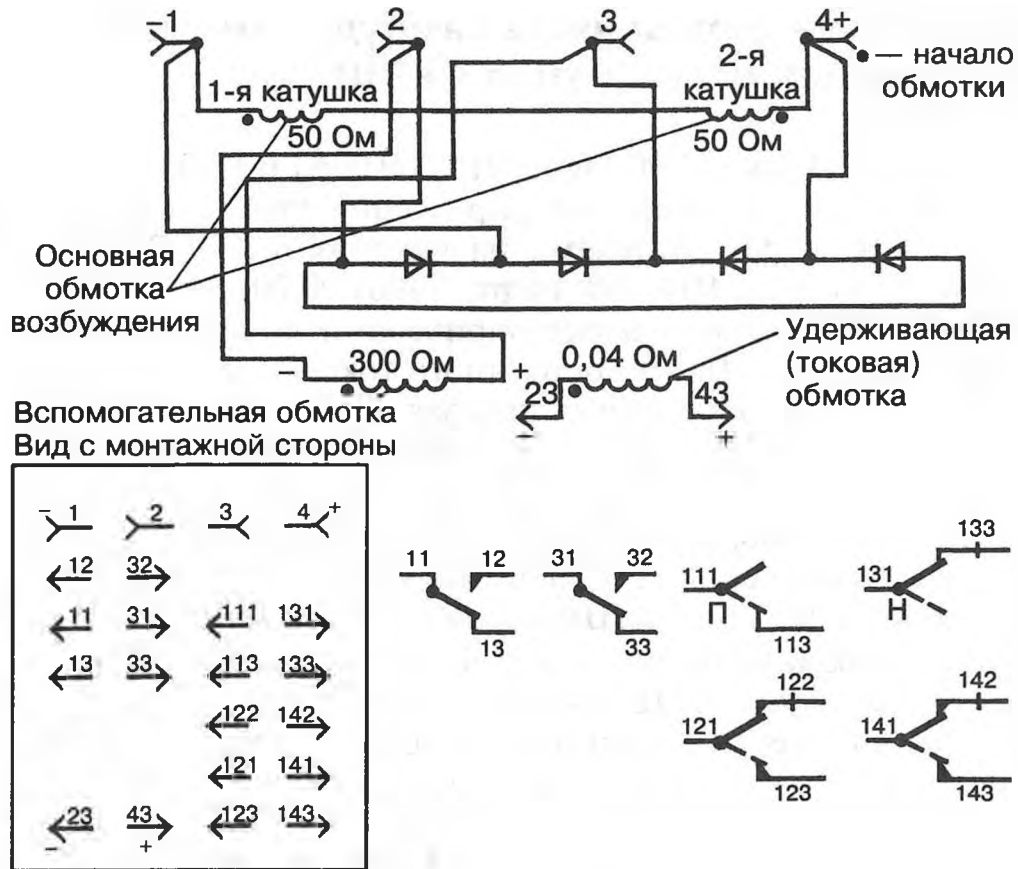 −1 2 3 4+
● — начало
обмотки
1-я катушка
50 Ом
2-я
катушка
50 Ом
Основная
обмотка
возбуждения
− 300 Ом +
0,04 Ом
23 43
− +
Удерживающая
(токовая)
обмотка
Вспомогательная обмотка
Вид с монтажной стороны
− 1 2 3 4 +
12 32
11 31 111 131
13 33 113 133
122 142
121 141
23 43 123 143
− +
11 12
13
31 32
33
111
П
113
131
Н
133
121
122
123
141
142
143